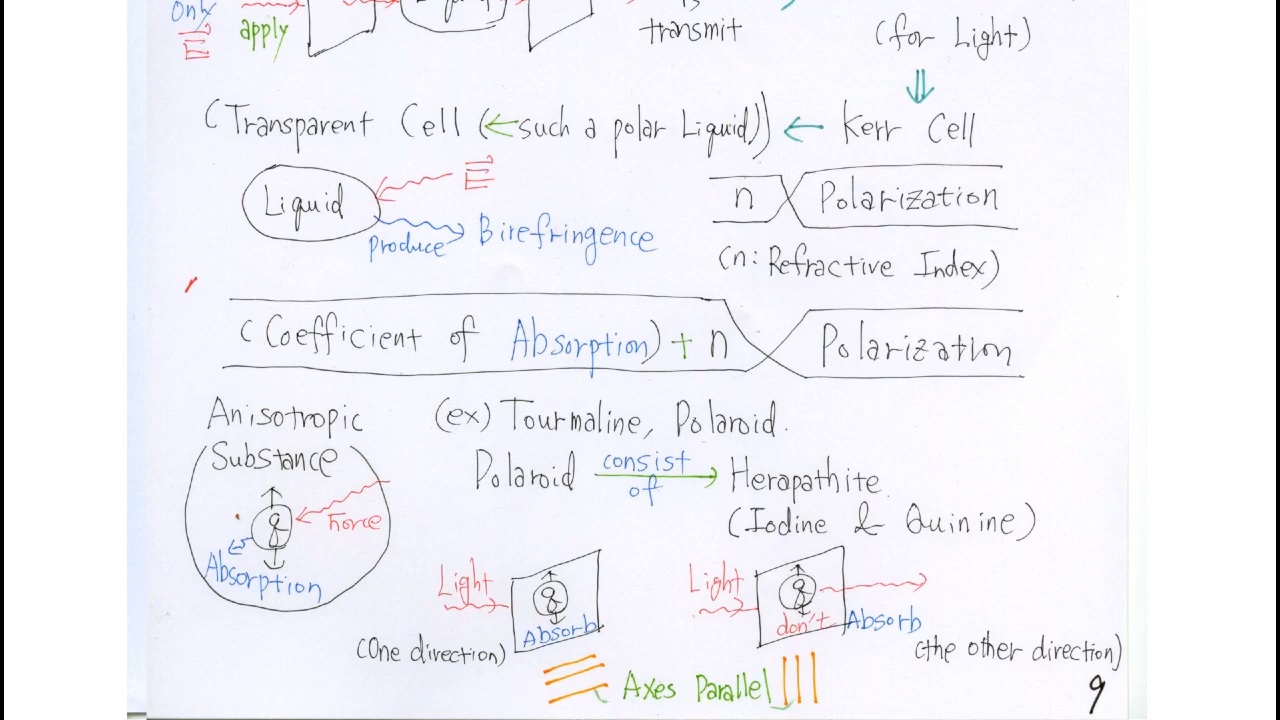 only
E
apply
transmit
(for Light)
(Transparent Cell (← such a polar Liquid)) ← Kerr Cell
Liquid
E
Produce
Birefringence
n
Polarization
(n: Refractive Index)
(Coefficient of Absorption) + n
Polarization
Anisotropic
Substance
q
Force
Absorption
(ex) Tourmaline, Polaroid.
Polaroid consist of → Herapathite
(Iodine & Quinine)
Light
Absorb
(One direction)
Light
don't Absorb
(the other direction)
Axes Parallel
9